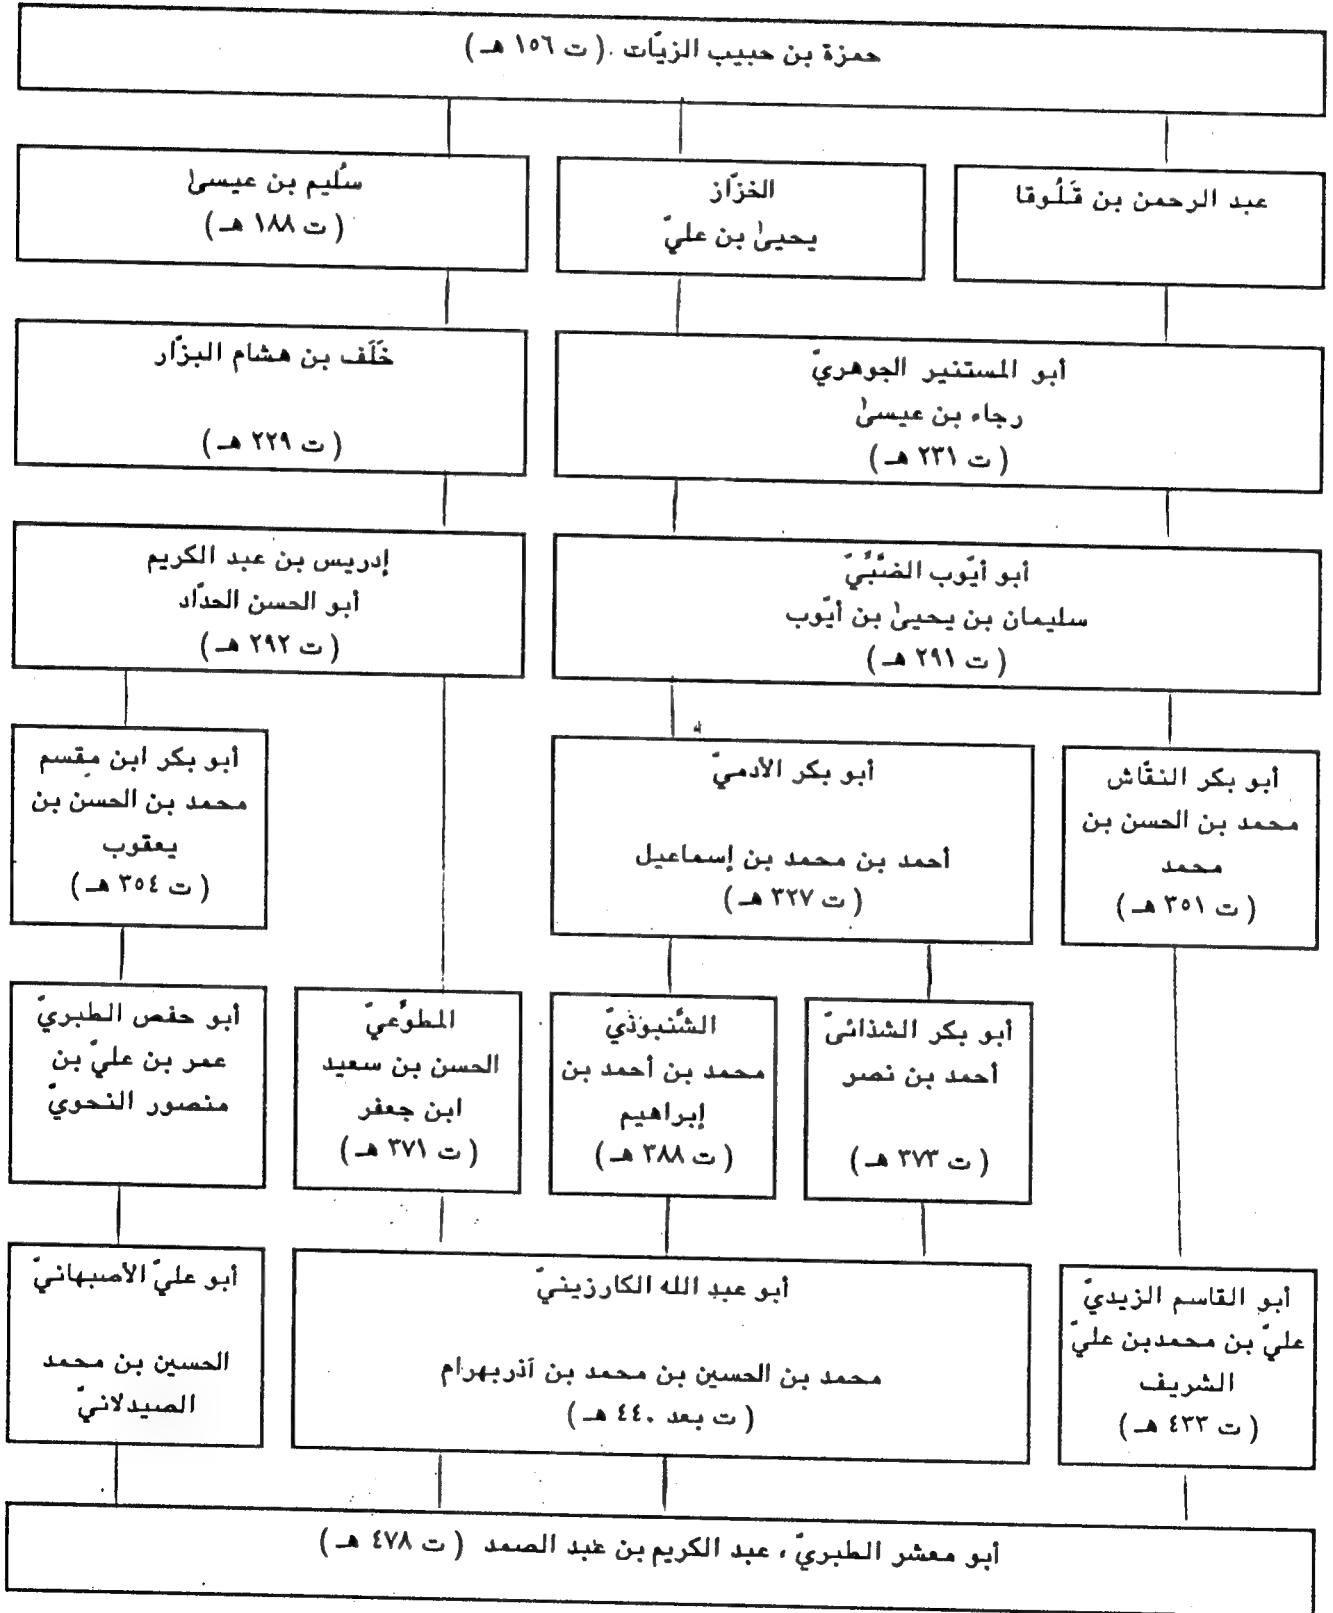 حمزة بن حبيب الزيّات . ( ت ١٥٦ هـ )
عبد الرحمن بن قَلُوقا
الخزّاز
يحيىٰ بن عليّ
سُليم بن عيسىٰ
( ت ١٨٨ هـ )
أبو المستنير الجوهريّ
رجاء بن عيسىٰ
( ت ٢٣١ هـ )
خَلَف بن هشام البزّار
( ت ٢٢٩ هـ )
أبو أيّوب الضَّبِّيّ
سليمان بن يحيىٰ بن أيّوب
( ت ٢٩١ هـ )
إدريس بن عبد الكريم
أبو الحسن الحدّاد
( ت ٢٩٢ هـ )
أبو بكر النقّاش
محمد بن الحسن بن
محمد
( ت ٣٥١ هـ )
أبو بكر الأدميّ
أحمد بن محمد بن إسماعيل
( ت ٣٢٧ هـ )
أبو بكر ابن مِقسم
محمد بن الحسن بن
يعقوب
( ت ٣٥٤ هـ )
أبو بكر الشذائىّ
أحمد بن نصر
( ت ٣٧٣ هـ )
الشَّنبوذيّ
محمد بن أحمد بن
إبراهيم
( ت ٣٨٨ هـ )
المطوِّعيّ
الحسن بن سعيد
ابن جعفر
( ت ٣٧١ هـ )
أبو حفص الطبريّ
عمر بن عليّ بن
منصور النحويّ
أبو القاسم الزيديّ
عليّ بن محمدبن عليّ
الشريف
( ت ٤٣٣ هـ )
أبو عبد الله الكارزينيّ
محمد بن الحسين بن محمد بن آذربهرام
( ت بعد ٤٤٠ هـ )
أبو عليّ الأصبهانيّ
الحسين بن محمد
الصيدلانيّ
أبو معشر الطبريّ ، عبد الكريم بن عبد الصمد ( ت ٤٧٨ هـ )